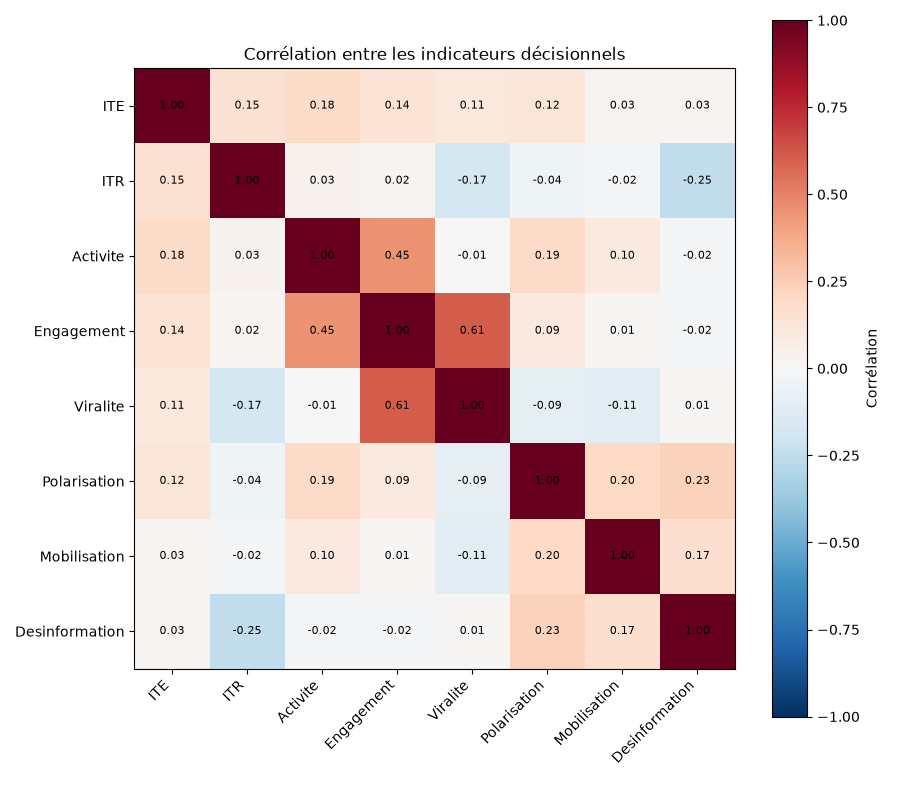 Corrélation entre les indicateurs décisionnels
ITE 1.00 0.15 0.18 0.14 0.11 0.12 0.03 0.03
ITR 0.15 1.00 0.03 0.02 -0.17 -0.04 -0.02 -0.25
Activite 0.18 0.03 1.00 0.45 -0.01 0.19 0.10 -0.02
Engagement 0.14 0.02 0.45 1.00 0.61 0.09 0.01 -0.02
Viralite 0.11 -0.17 -0.01 0.61 1.00 -0.09 -0.11 0.01
Polarisation 0.12 -0.04 0.19 0.09 -0.09 1.00 0.20 0.23
Mobilisation 0.03 -0.02 0.10 0.01 -0.11 0.20 1.00 0.17
Desinformation 0.03 -0.25 -0.02 -0.02 0.01 0.23 0.17 1.00
ITE ITR Activite Engagement Viralite Polarisation Mobilisation Desinformation
1.00
0.75
0.50
0.25
0.00
−0.25
−0.50
−0.75
−1.00
Corrélation